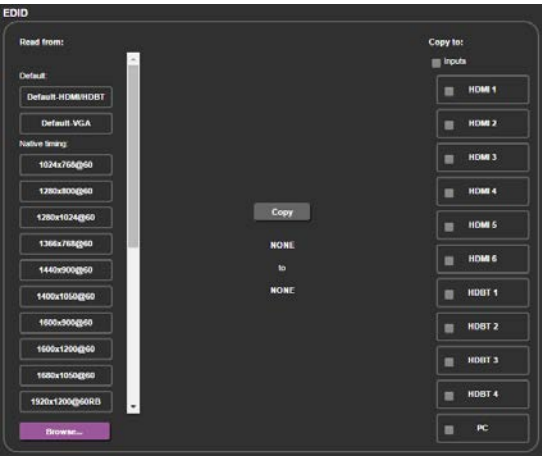 EDID
Read from:
Default:
Default-HDMI/HDBT
Default-VGA
Native timing:
1024x768@60
1280x800@60
1280x1024@60
1366x768@60
1440x900@60
1400x1050@60
1600x900@60
1600x1200@60
1680x1050@60
1920x1200@60RB
Browse...
Copy
NONE
to
NONE
Copy to:
Inputs
HDMI 1
HDMI 2
HDMI 3
HDMI 4
HDMI 5
HDMI 6
HDBT 1
HDBT 2
HDBT 3
HDBT 4
PC